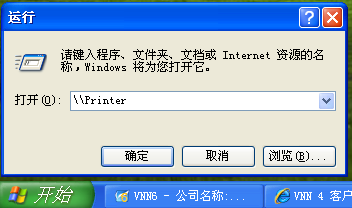 运行
请键入程序、文件夹、文档或 Internet 资源的名
称,Windows 将为您打开它。
打开(O): \\Printer
确定 取消 浏览(B)...
开始 VNN6 - 公司名称:... VNN 4 客户